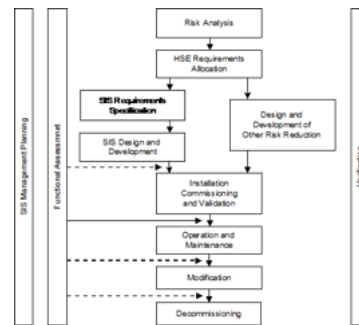 Risk Analysis
HSE Requirements
Allocation
SIS Requirements
Specification
Design and
Development of
Other Risk Reduction
SIS Design and
Development
Installation
Commissioning
and Validation
Operation and
Maintenance
Modification
Decommissioning
SIS Management Planning
Functional Assessmnet